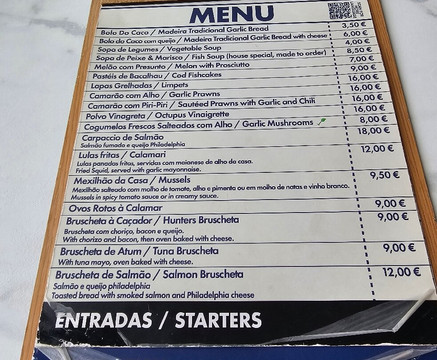 MENU
Bolo Do Caco / Madeira Traditional Garlic Bread 3,50 €
Bolo do Caco com queijo / Madeira Traditional Garlic Bread with cheese 6,00 €
Sopa de Legumes / Vegetable Soup 4,00 €
Sopa de Peixe & Marisco / Fish Soup (house special, made to order) 8,50 €
Melão com Presunto / Melon with Prosciutto 7,00 €
Pastéis de Bacalhau / Cod Fishcakes 9,00 €
Lapas Grelhadas / Limpets 16,00 €
Camarão com Alho / Garlic Prawns 16,00 €
Camarão com Piri-Piri / Sautéed Prawns with Garlic and Chili 16,00 €
Polvo Vinagreta / Octupus Vinaigrette 16,00 €
Cogumelos Frescos Salteados com Alho / Garlic Mushrooms 8,00 €
Carpaccio de Salmão 18,00 €
Salmão fumado e queijo Philadelphia
Lulas fritas / Calamari 12,00 €
Lulas panadas fritas, servidas com maionese de alho da casa.
Fried Squid, served with garlic mayonnaise.
Mexilhão da Casa / Mussels 9,50 €
Mexilhão salteado com molho de tomate, alho e pimenta ou em molho de natas e vinho branco.
Mussels in spicy tomato sauce or in creamy sauce.
Ovos Rotos à Calamar 9,00 €
Bruscheta à Caçador / Hunters Bruscheta 9,00 €
Bruscheta com choriço, bacon e queijo.
With chorizo and bacon, then oven baked with cheese.
Bruscheta de Atum / Tuna Bruscheta 9,00 €
With tuna mayo, oven baked with cheese.
Bruscheta de Salmão / Salmon Bruscheta 12,00 €
Salmão e queijo philadelphia
Toasted bread with smoked salmon and Philadelphia cheese
ENTRADAS / STARTERS